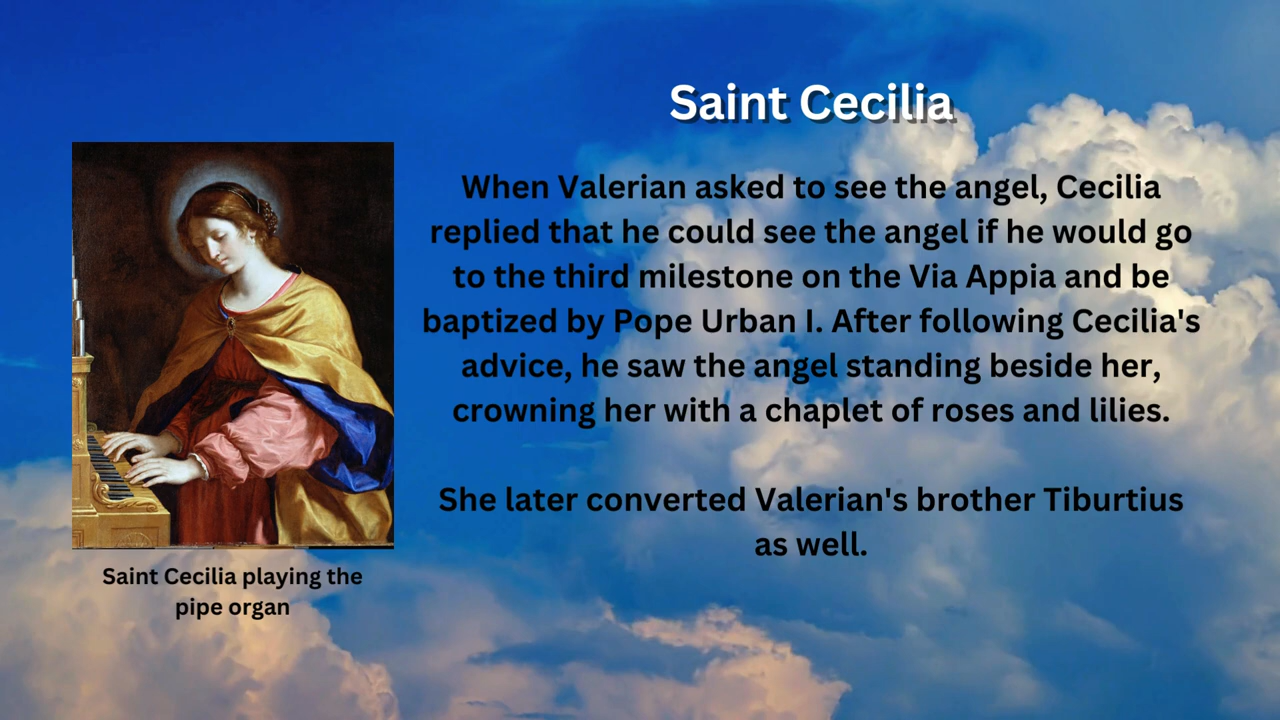 Saint Cecilia
When Valerian asked to see the angel, Cecilia
replied that he could see the angel if he would go
to the third milestone on the Via Appia and be
baptized by Pope Urban I. After following Cecilia's
advice, he saw the angel standing beside her,
crowning her with a chaplet of roses and lilies.
She later converted Valerian's brother Tiburtius
as well.
Saint Cecilia playing the
pipe organ